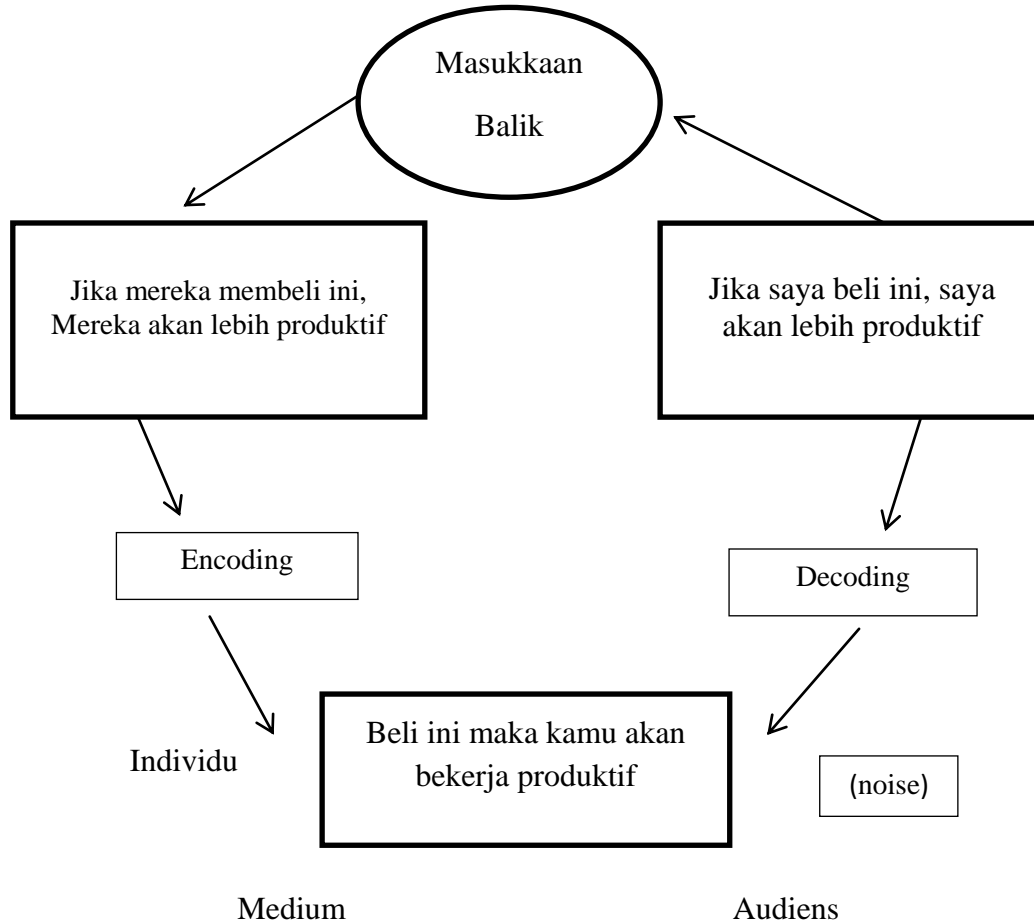 Masukkaan
Balik
Jika mereka membeli ini,
Mereka akan lebih produktif
Jika saya beli ini, saya
akan lebih produktif
Encoding
Decoding
Individu
Beli ini maka kamu akan
bekerja produktif
(noise)
Medium
Audiens